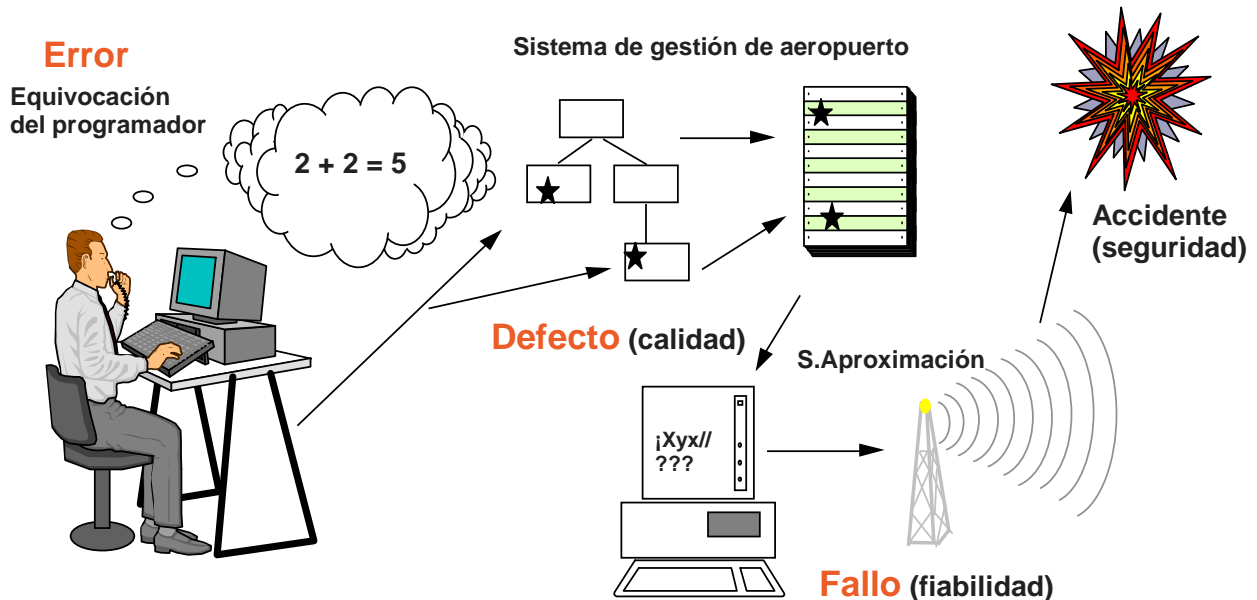 Error
Equivocación
del programador
2 + 2 = 5
Sistema de gestión de aeropuerto
Accidente
(seguridad)
Defecto (calidad)
S.Aproximación
¡Xyx//
???
Fallo (fiabilidad)